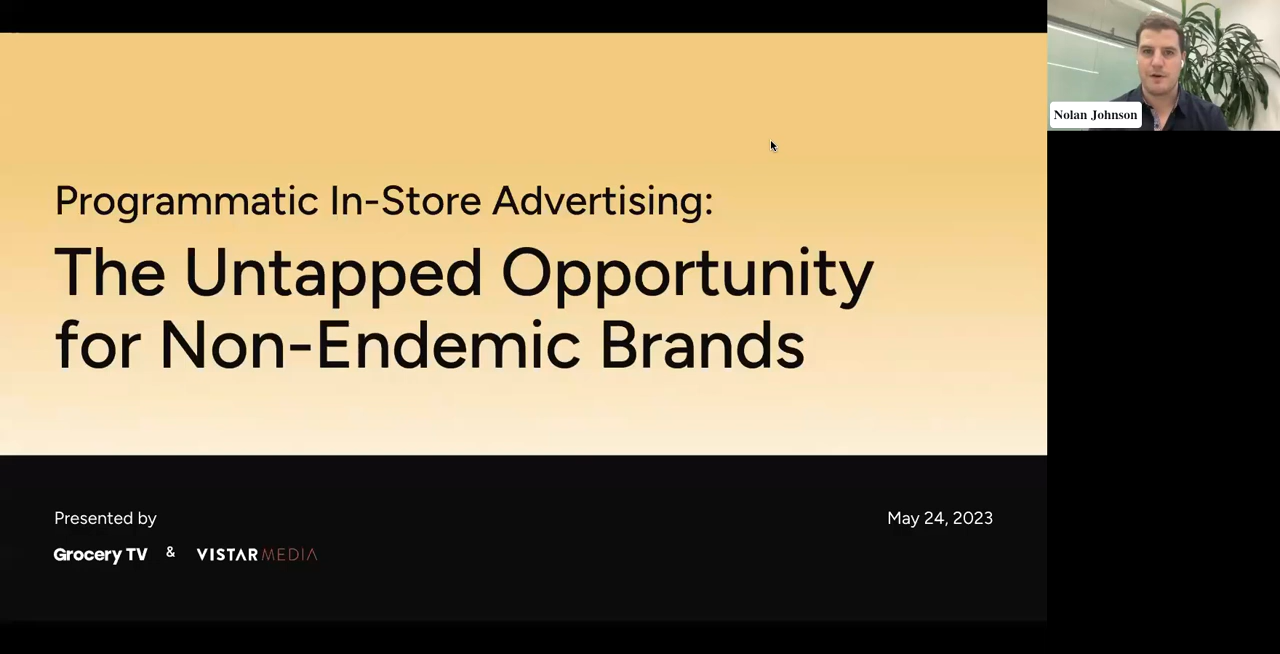 Nolan Johnson
Programmatic In-Store Advertising:
The Untapped Opportunity
for Non-Endemic Brands
Presented by
May 24, 2023
Grocery TV & VISTAR MEDIA